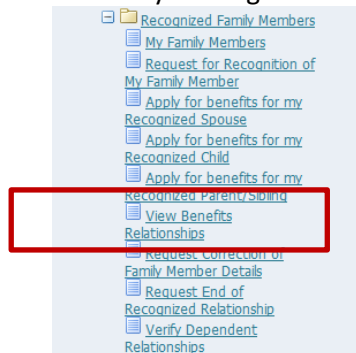 Recognized Family Members
My Family Members
Request for Recognition of
My Family Member
Apply for benefits for my
Recognized Spouse
Apply for benefits for my
Recognized Child
Apply for benefits for my
Recognized Parent/Sibling
View Benefits
Relationships
Request Correction of
Family Member Details
Request End of
Recognized Relationship
Verify Dependent
Relationships